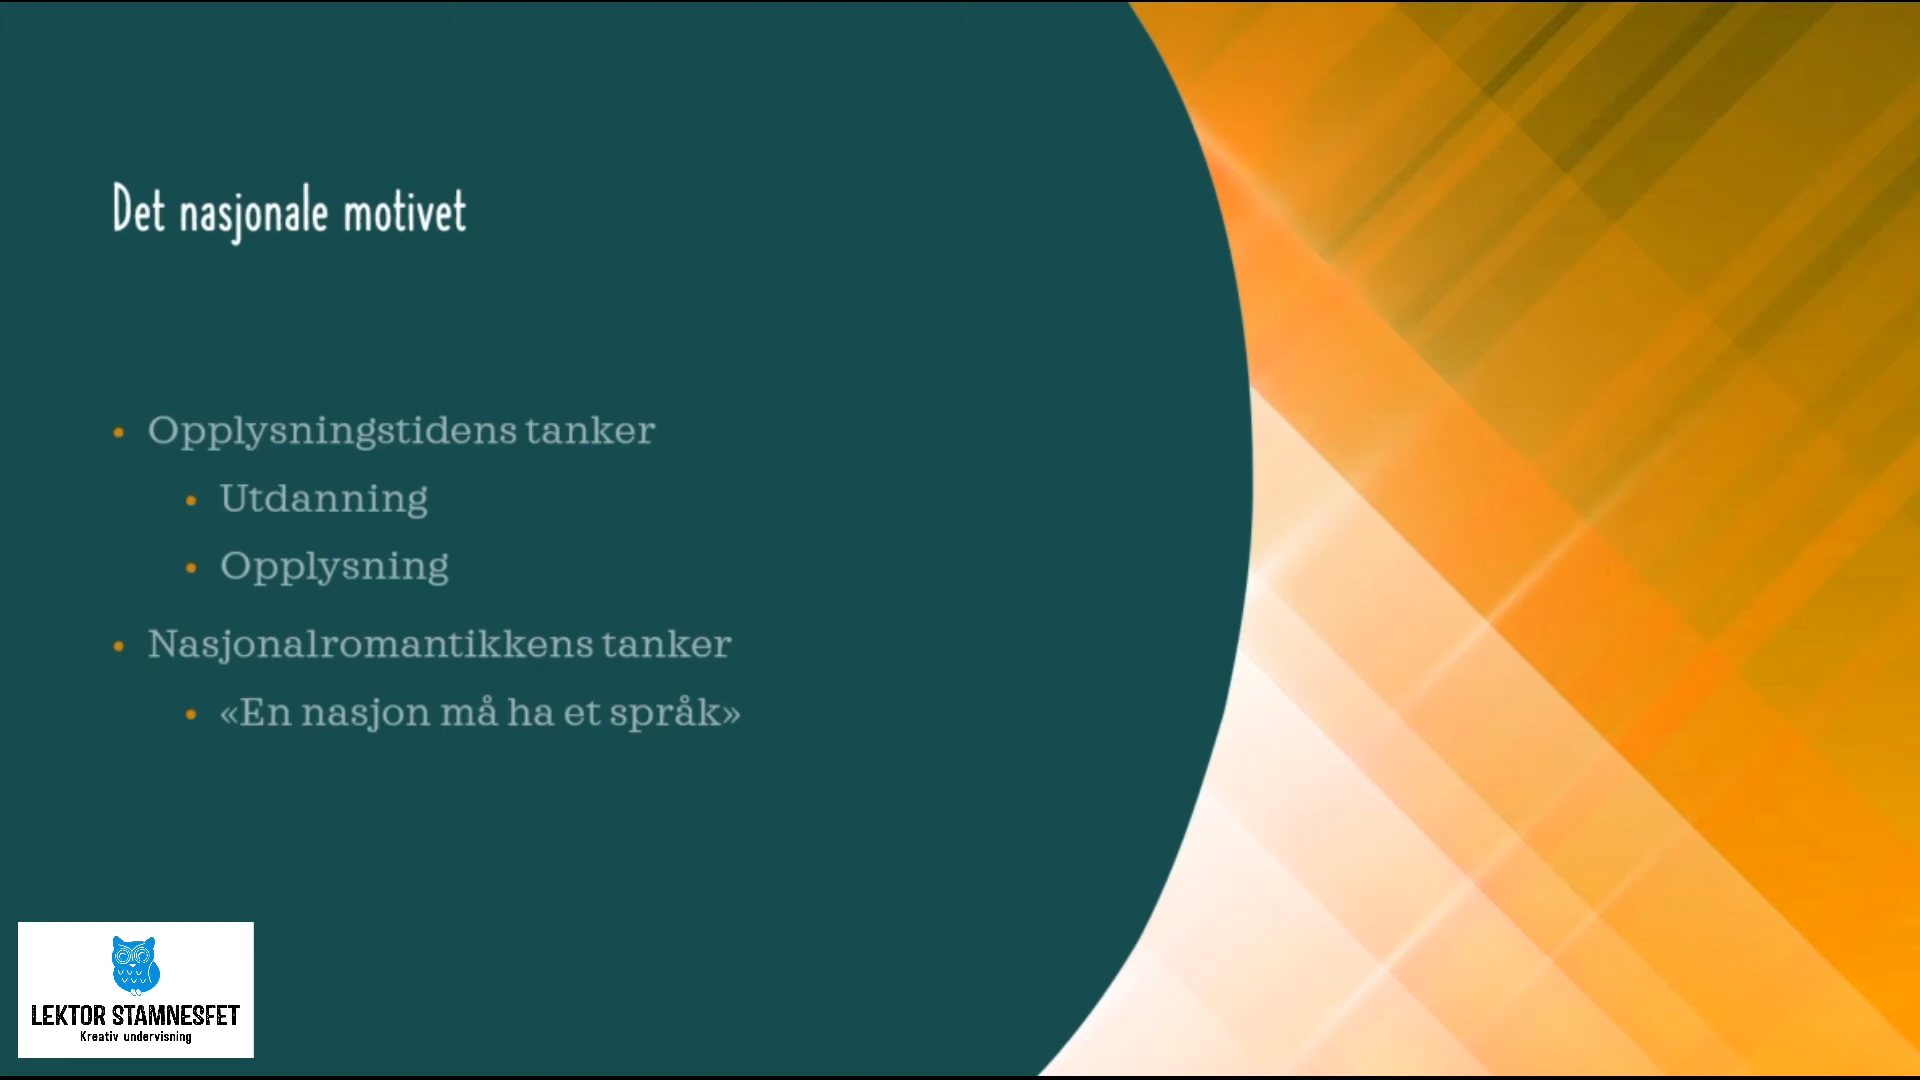 Det nasjonale motivet
• Opplysningstidens tanker
• Utdanning
• Opplysning
• Nasjonalromantikkens tanker
• «En nasjon må ha et språk»
LEKTOR STAMNESFET
Kreativ undervisning